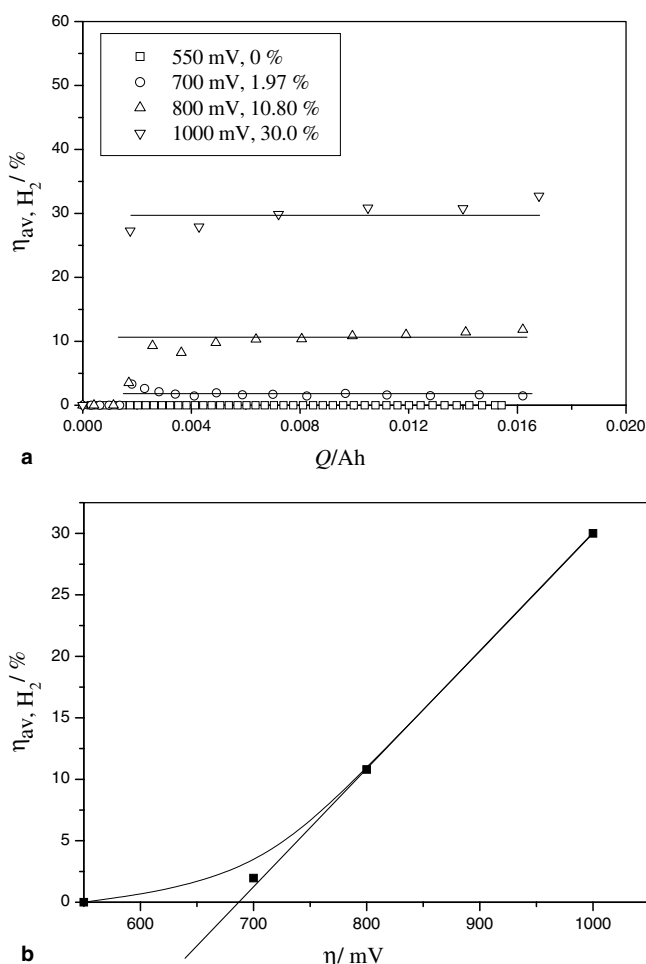 60
50
40
30
20
10
0
η_av, H₂ / %
550 mV, 0 %
700 mV, 1.97 %
800 mV, 10.80 %
1000 mV, 30.0 %
0.000 0.004 0.008 0.012 0.016 0.020
a
Q/Ah
30
25
20
15
10
5
0
η_av, H₂ / %
600 700 800 900 1000
b
η/ mV